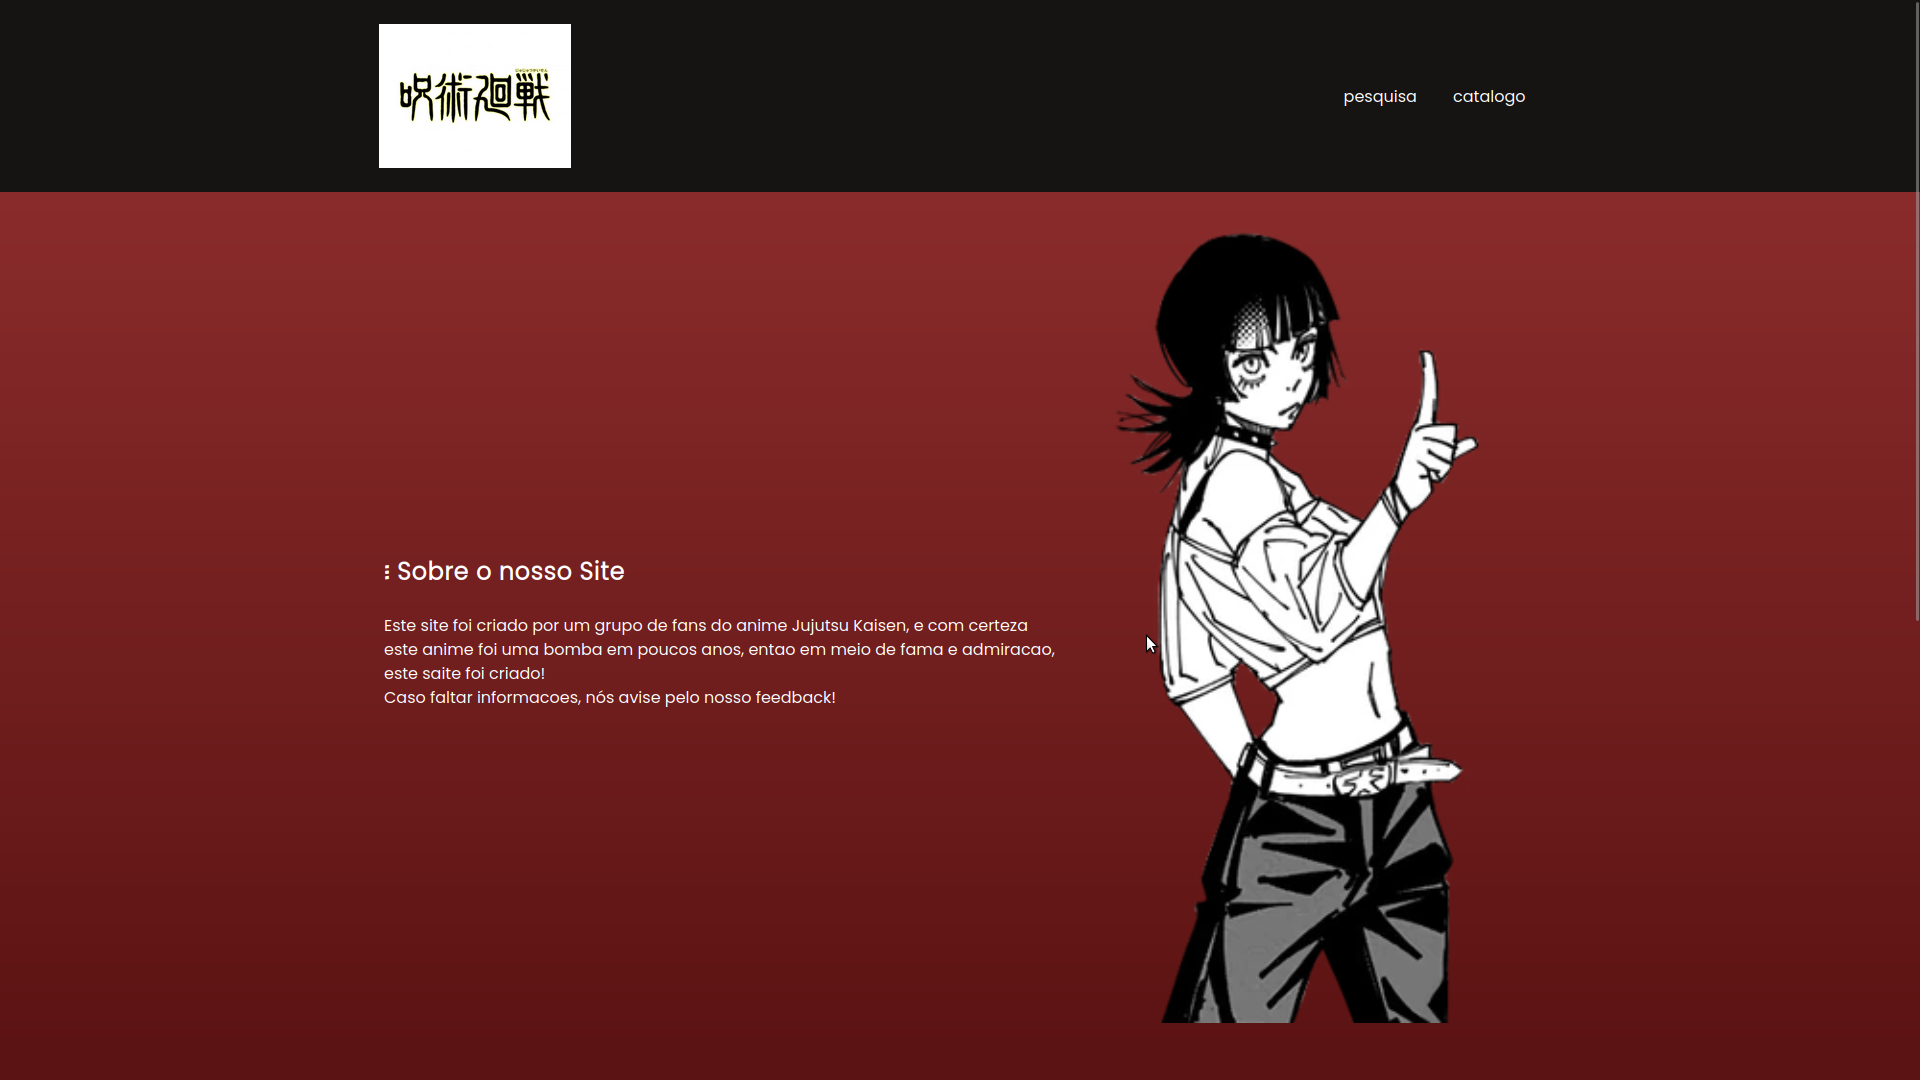 呪術廻戦
pesquisa
catalogo
Sobre o nosso Site
Este site foi criado por um grupo de fans do anime Jujutsu Kaisen, e com certeza
este anime foi uma bomba em poucos anos, entao em meio de fama e admiracao,
este saite foi criado!
Caso faltar informacoes, nós avise pelo nosso feedback!